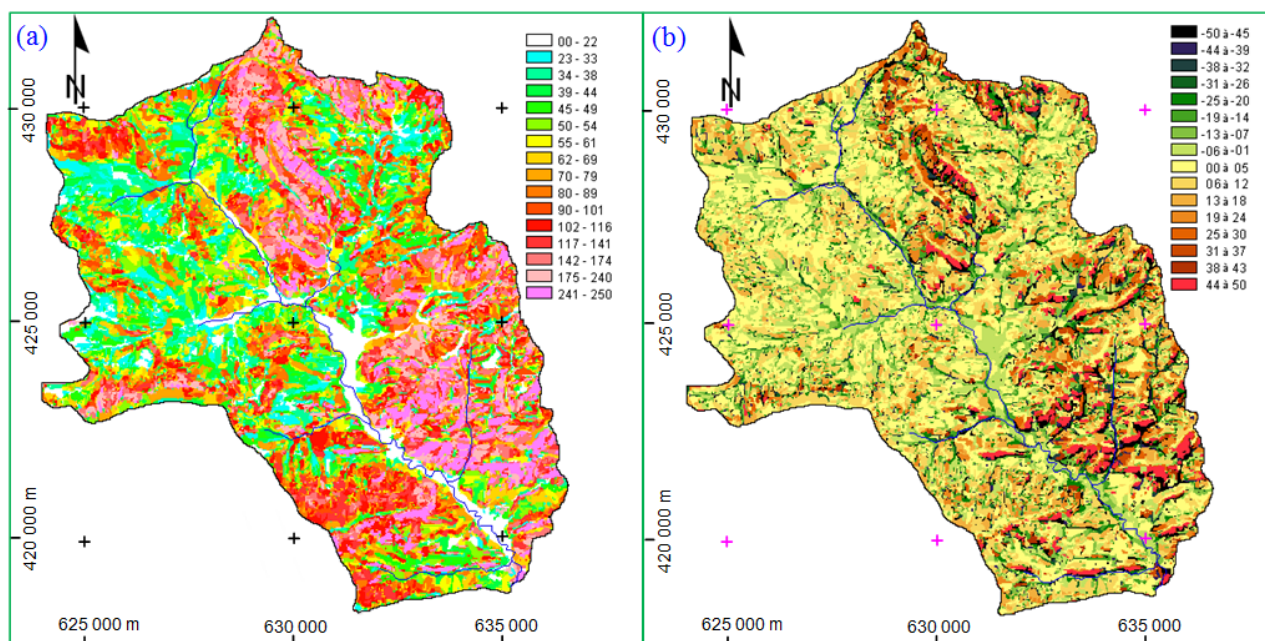 (a)
N
00 - 22
23 - 33
34 - 38
39 - 44
45 - 49
50 - 54
55 - 61
62 - 69
70 - 79
80 - 89
90 - 101
102 - 116
117 - 141
142 - 174
175 - 240
241 - 250
430 000
425 000
420 000 m
625 000 m
630 000
635 000
(b)
N
-50 à -45
-44 à -39
-38 à -32
-31 à -26
-25 à -20
-19 à -14
-13 à -07
-06 à -01
00 à 05
06 à 12
13 à 18
19 à 24
25 à 30
31 à 37
38 à 43
44 à 50
430 000
425 000
420 000 m
625 000 m
630 000
635 000